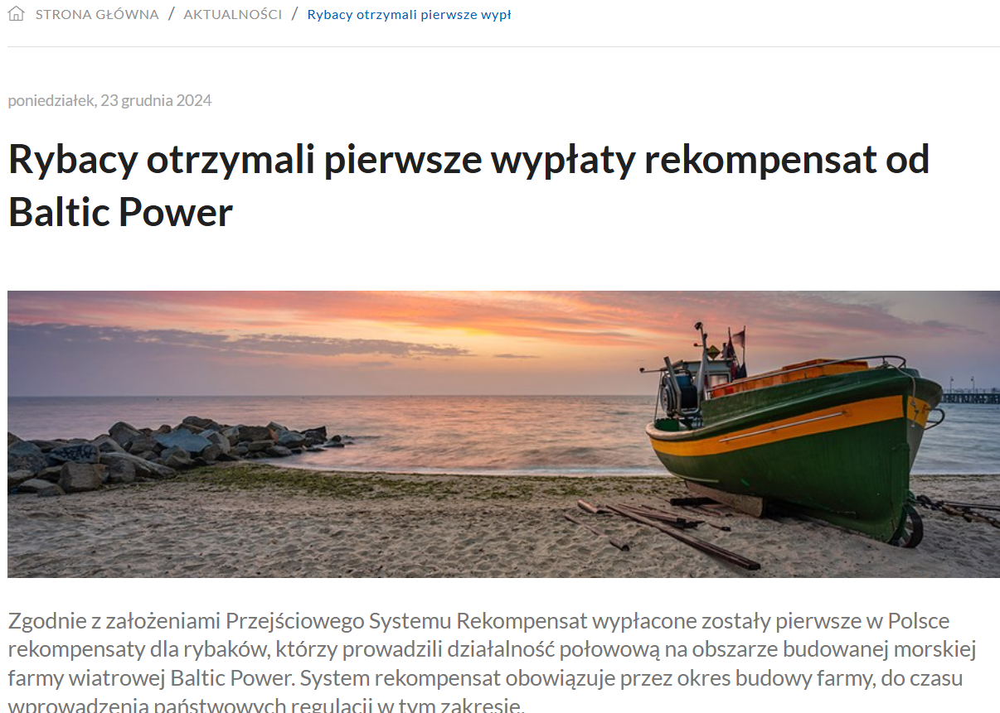 STRONA GŁÓWNA / AKTUALNOŚCI / Rybacy otrzymali pierwsze wypł
poniedziałek, 23 grudnia 2024
Rybacy otrzymali pierwsze wypłaty rekompensat od
Baltic Power
Zgodnie z założeniami Przejściowego Systemu Rekompensat wypłacone zostały pierwsze w Polsce
rekompensaty dla rybaków, którzy prowadzili działalność połowową na obszarze budowanej morskiej
farmy wiatrowej Baltic Power. System rekompensat obowiązuje przez okres budowy farmy, do czasu
wprowadzenia państwowych regulacji w tym zakresie.